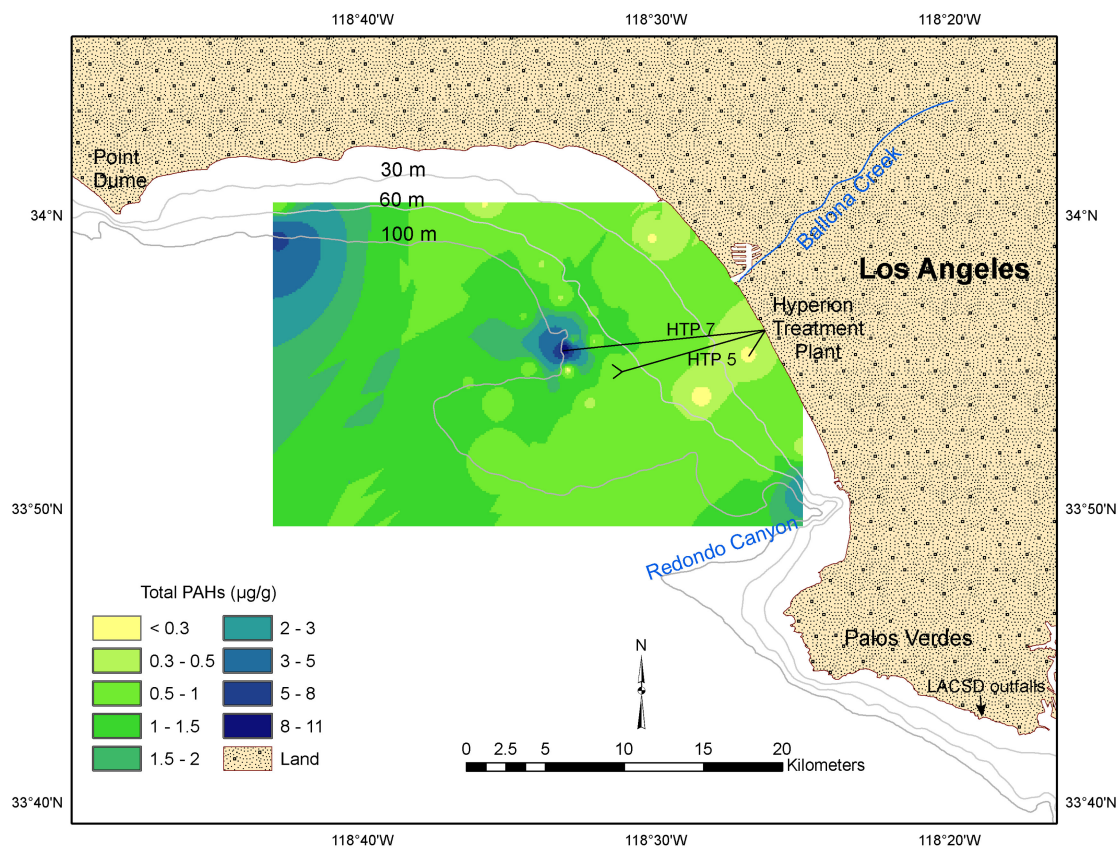 118°40'W
118°30'W
118°20'W
Point
Dume
30 m
60 m
100 m
34°N
34°N
Ballona Creek
Los Angeles
HTP 7
HTP 5
Hyperion
Treatment
Plant
33°50'N
33°50'N
Redondo Canyon
Total PAHs (µg/g)
< 0.3
2 - 3
0.3 - 0.5
3 - 5
0.5 - 1
5 - 8
1 - 1.5
8 - 11
1.5 - 2
Land
N
Palos Verdes
LACSD outfalls
0 2.5 5 10 15 20
Kilometers
33°40'N
33°40'N
118°40'W
118°30'W
118°20'W